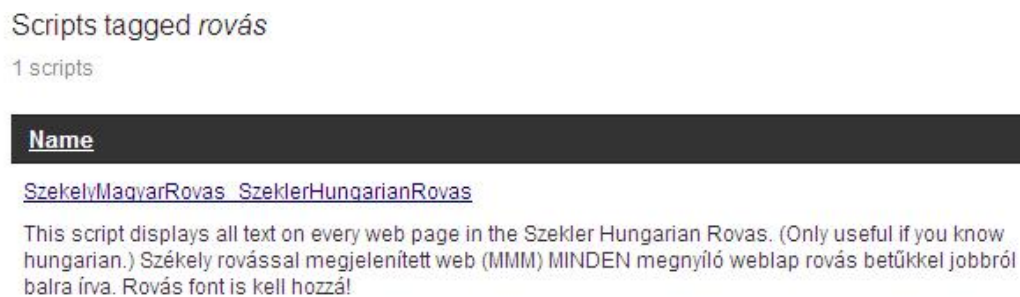 Scripts tagged rovás
1 scripts
Name
SzekelyMagyarRovas_SzeklerHungarianRovas
This script displays all text on every web page in the Szekler Hungarian Rovas. (Only useful if you know
hungarian.) Székely rovással megjelenített web (MMM) MINDEN megnyíló weblap rovás betűkkel jobbról
balra írva. Rovás font is kell hozzá!